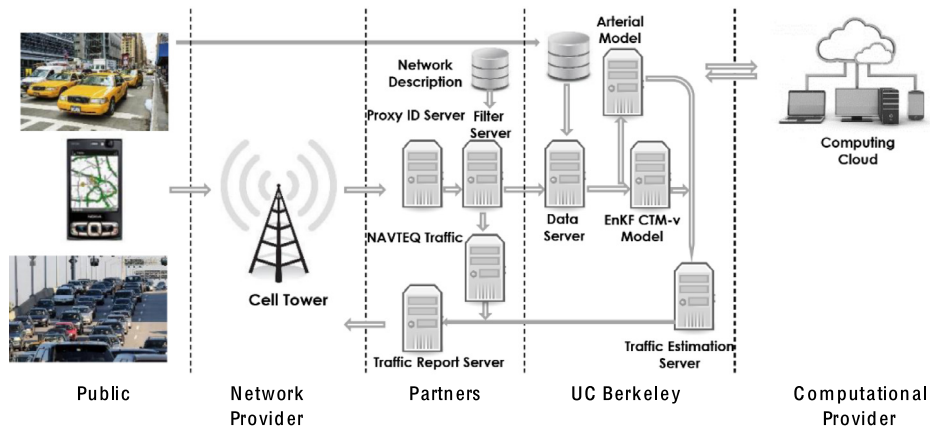 Arterial
Model
Network
Description
Proxy ID Server
Filter
Server
Computing
Cloud
Data
Server
EnKF CTM-v
Model
NAVTEQ Traffic
Cell Tower
Traffic Report Server
Traffic Estimation
Server
Public
Network
Provider
Partners
UC Berkeley
Computational
Provider
NOKIA